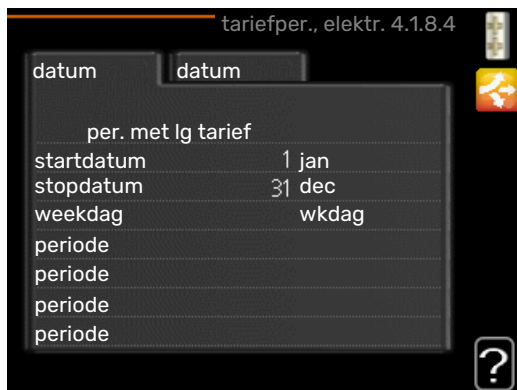 tariefper., elektr. 4.1.8.4
datum datum
per. met lg tarief
startdatum 1 jan
stopdatum 31 dec
weekdag wkdag
periode
periode
periode
periode
?